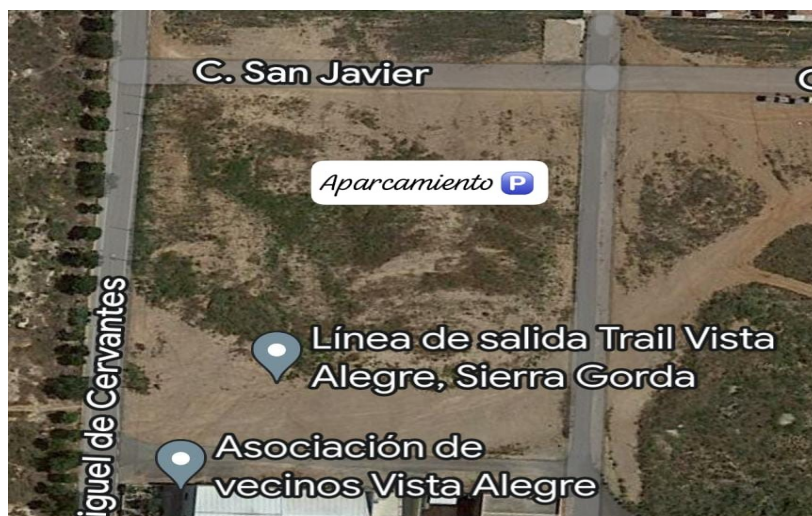 C. San Javier
Aparcamiento 🅿️
iguel de Cervantes
Línea de salida Trail Vista
Alegre, Sierra Gorda
Asociación de
vecinos Vista Alegre